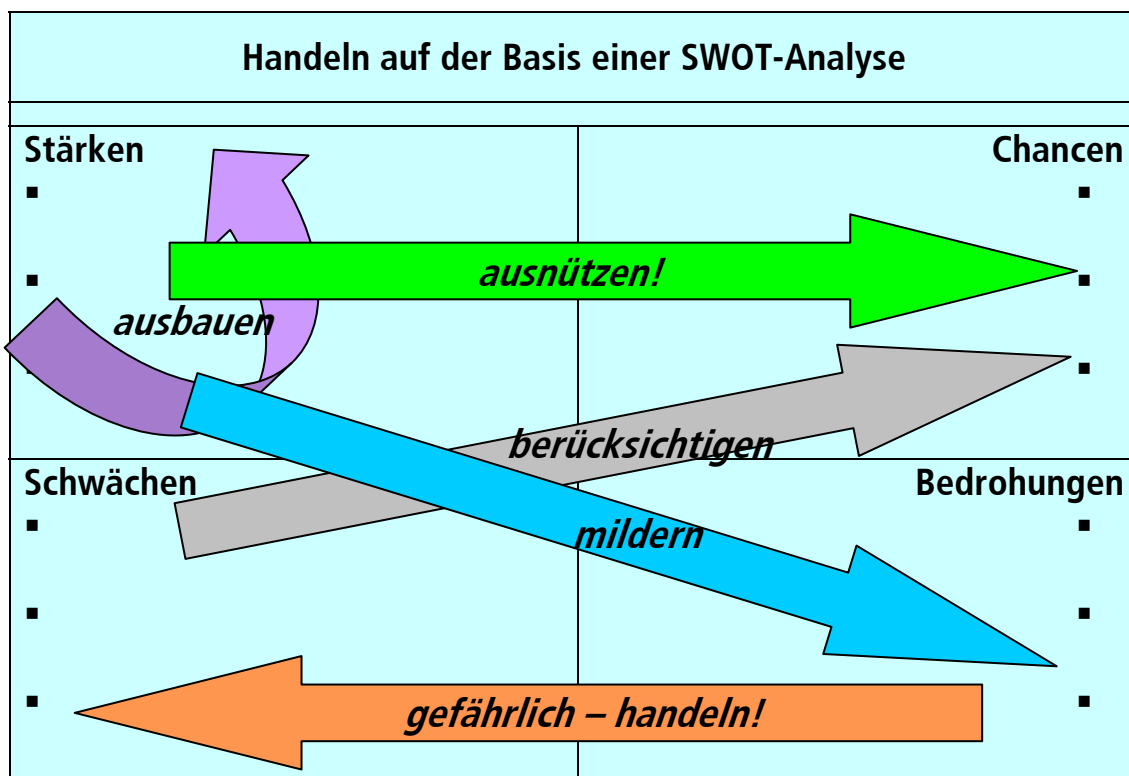 Handeln auf der Basis einer SWOT-Analyse
Stärken
Chancen
ausnützen!
ausbauen
berücksichtigen
Schwächen
Bedrohungen
mildern
gefährlich – handeln!